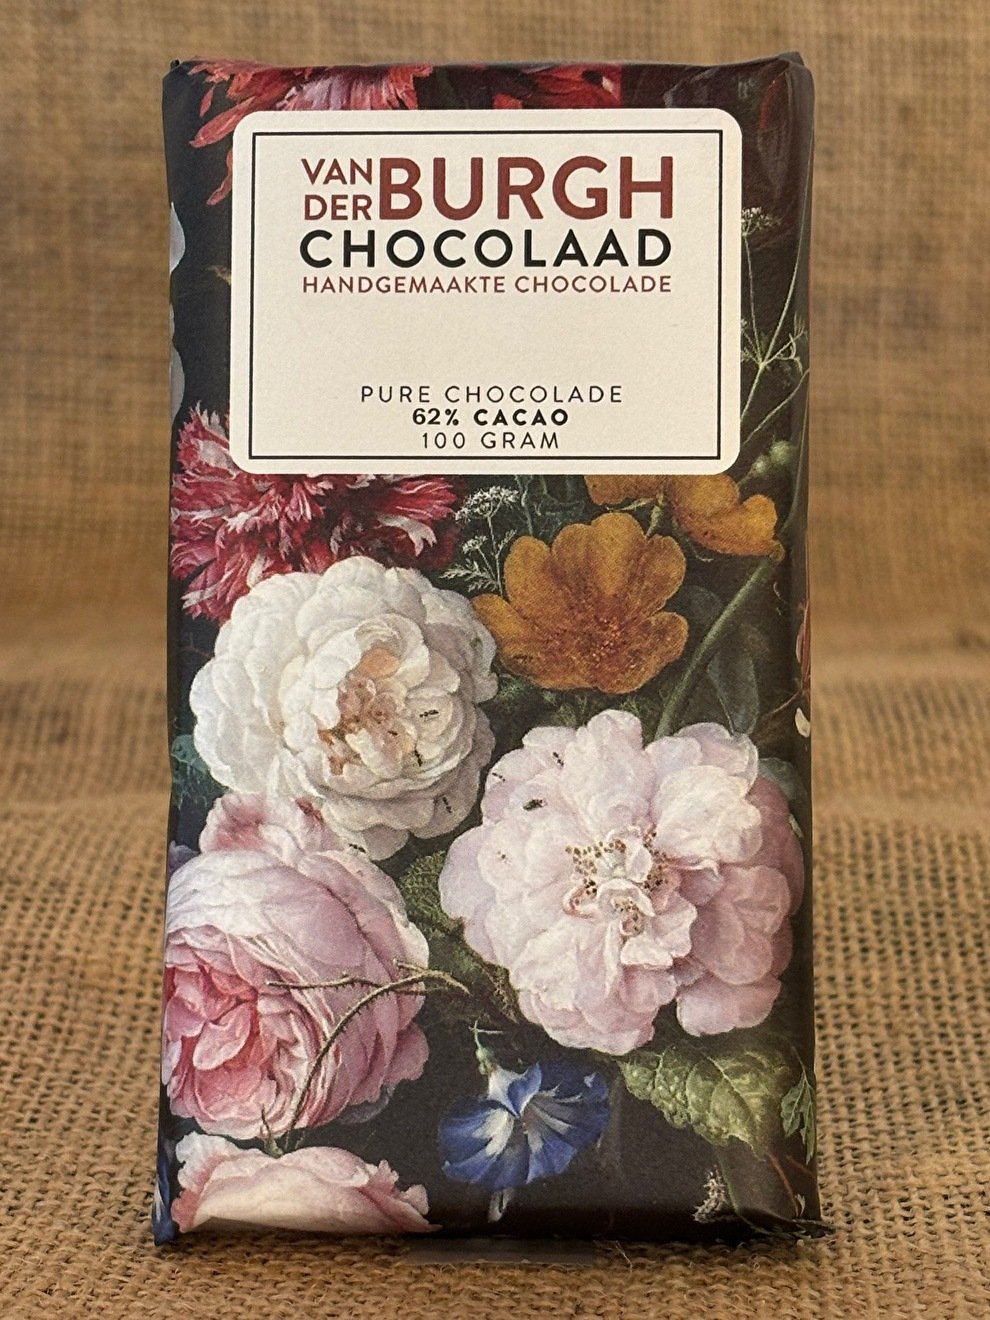 VAN DER BURGH
CHOCOLAAD
HANDGEMAAKTE CHOCOLADE
PURE CHOCOLADE
62% CACAO
100 GRAM